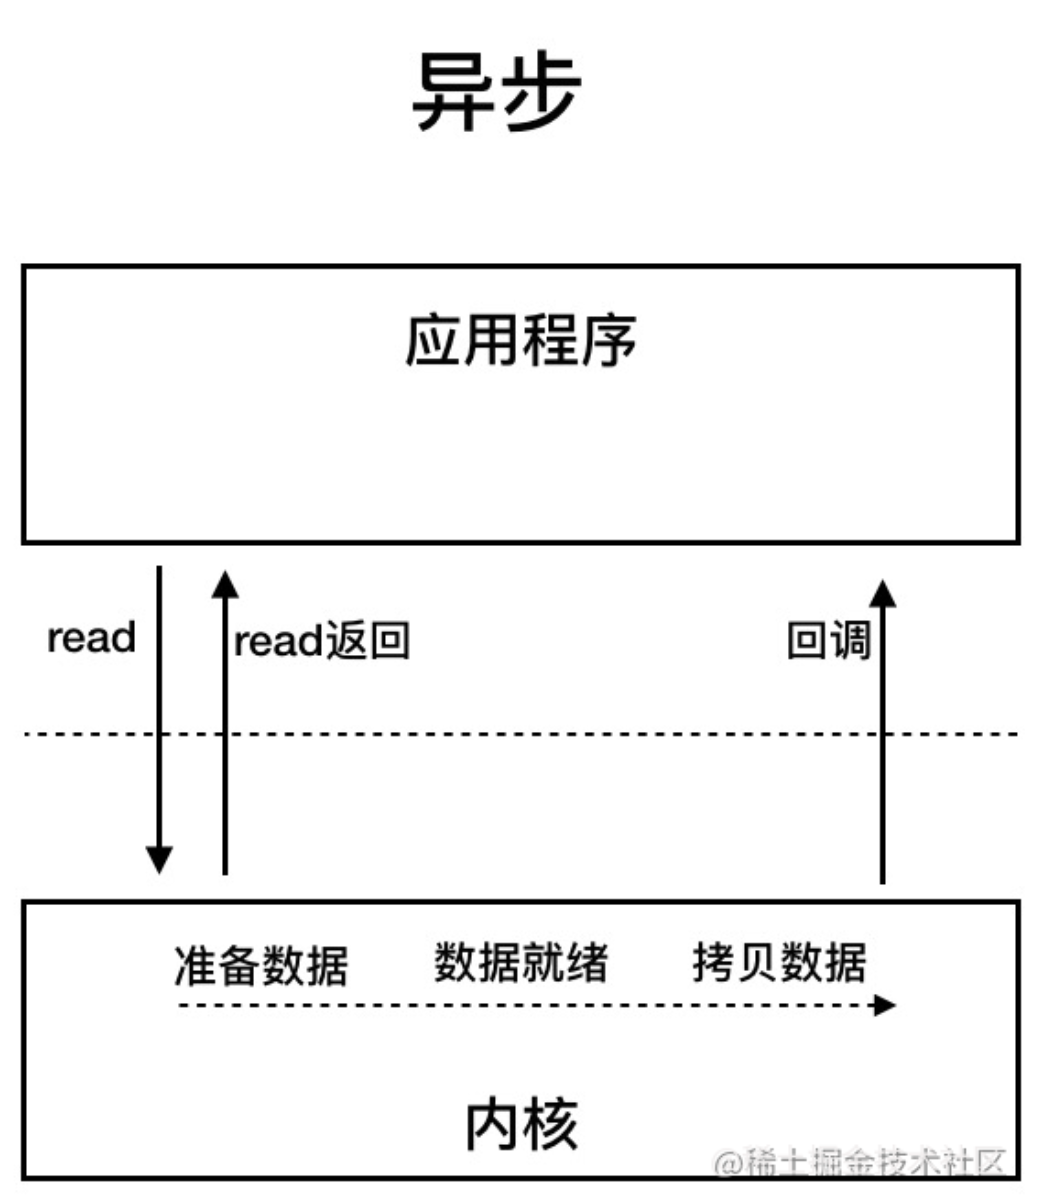 异步
应用程序
read
read返回
回调
准备数据
数据就绪
拷贝数据
内核
@稀土掘金技术社区